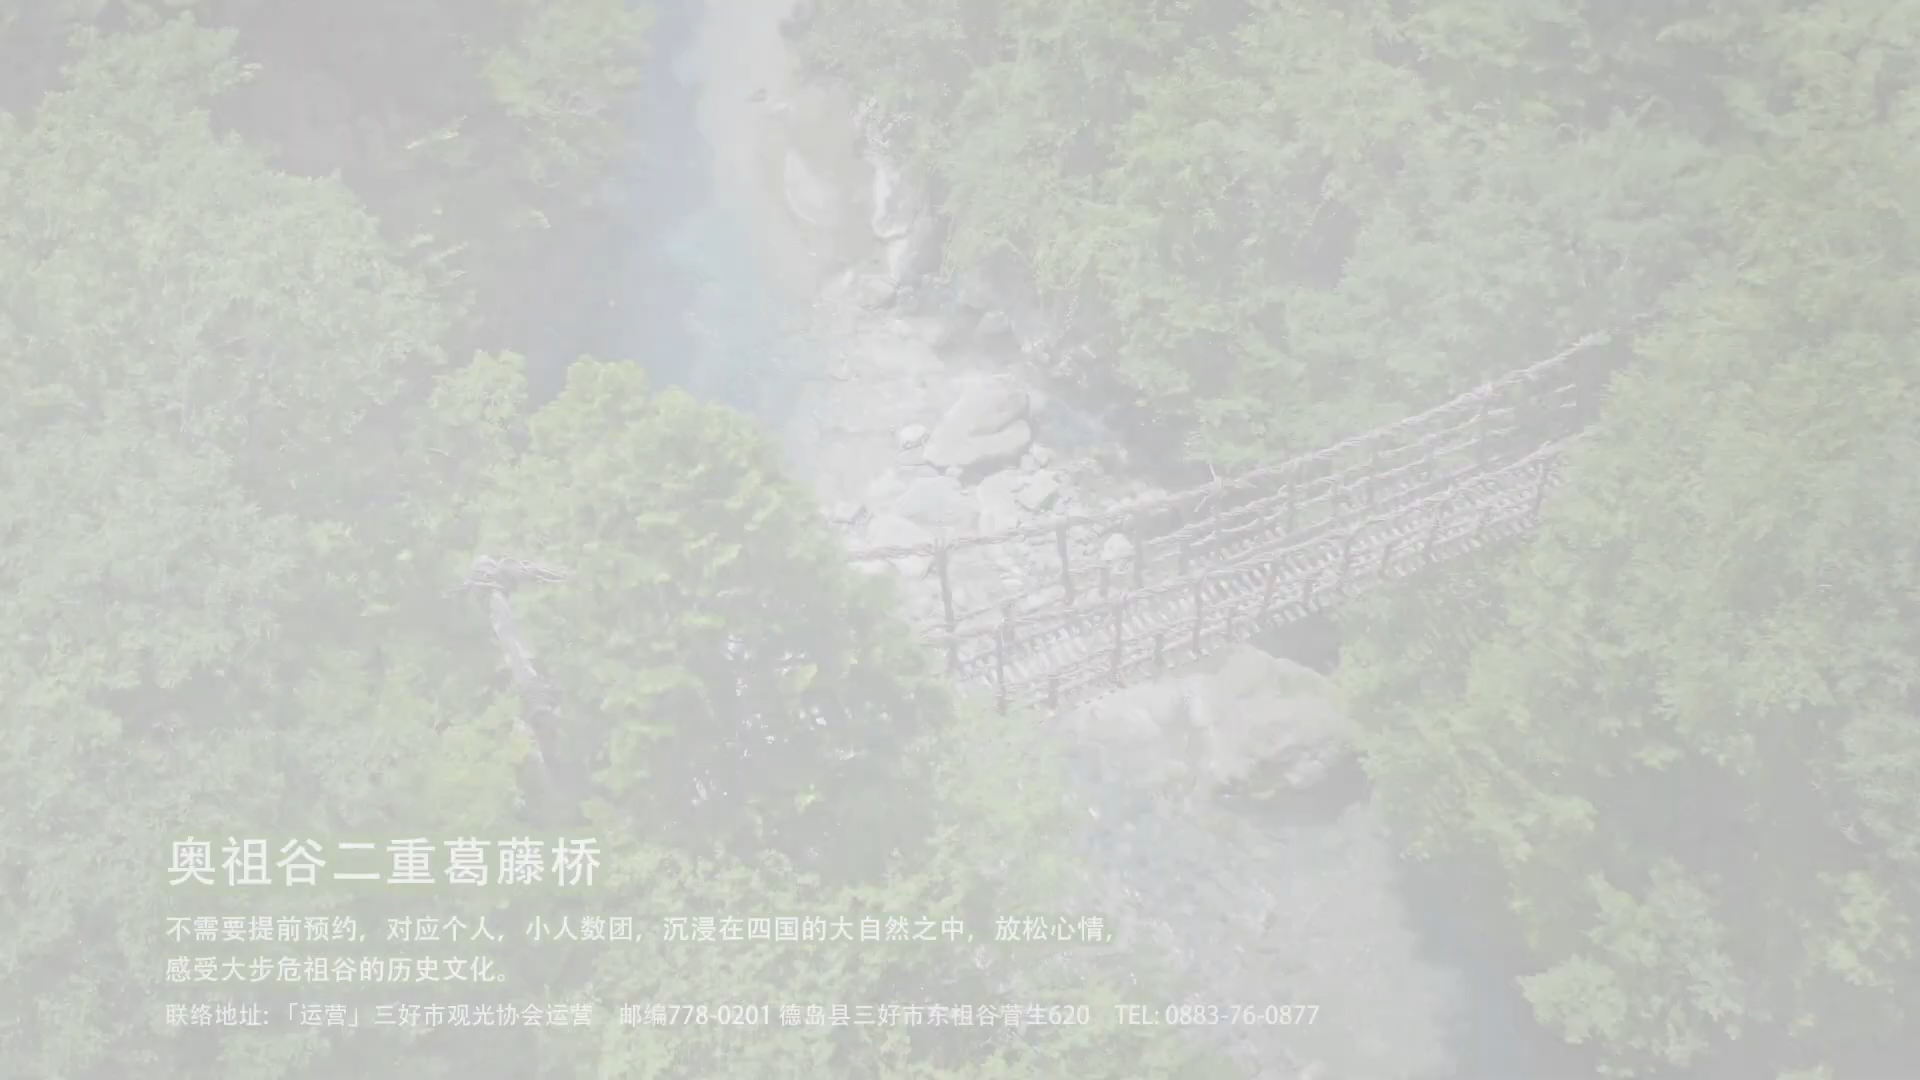 奥祖谷二重葛藤桥
不需要提前预约，对应个人，小人数团，沉浸在四国的大自然之中，放松心情，
感受大步危祖谷的历史文化。
联络地址:「运营」三好市观光协会运营　邮编778-0201 德岛县三好市东祖谷菅生620　TEL: 0883-76-0877